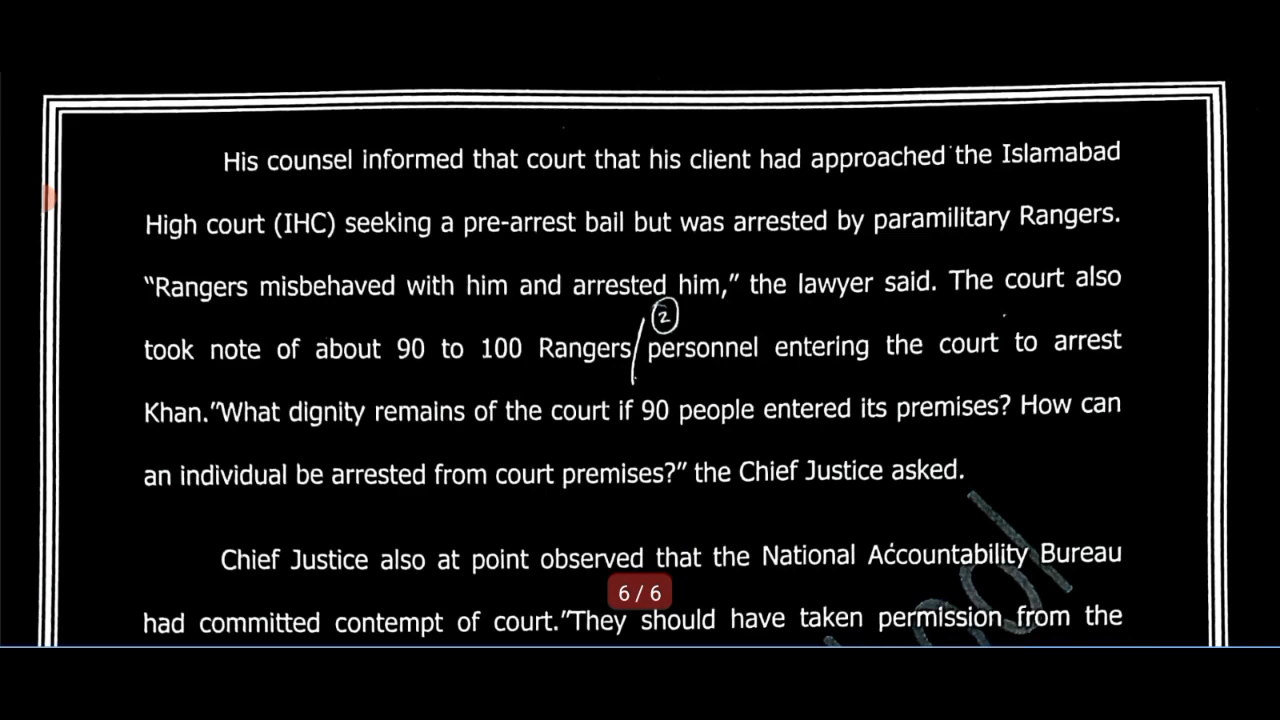 His counsel informed that court that his client had approached the Islamabad
High court (IHC) seeking a pre-arrest bail but was arrested by paramilitary Rangers.
“Rangers misbehaved with him and arrested him,” the lawyer said. The court also
2
took note of about 90 to 100 Rangers/personnel entering the court to arrest
Khan.”What dignity remains of the court if 90 people entered its premises? How can
an individual be arrested from court premises?” the Chief Justice asked.
Chief Justice also at point observed that the National Accountability Bureau
6 / 6
had committed contempt of court.”They should have taken permission from the